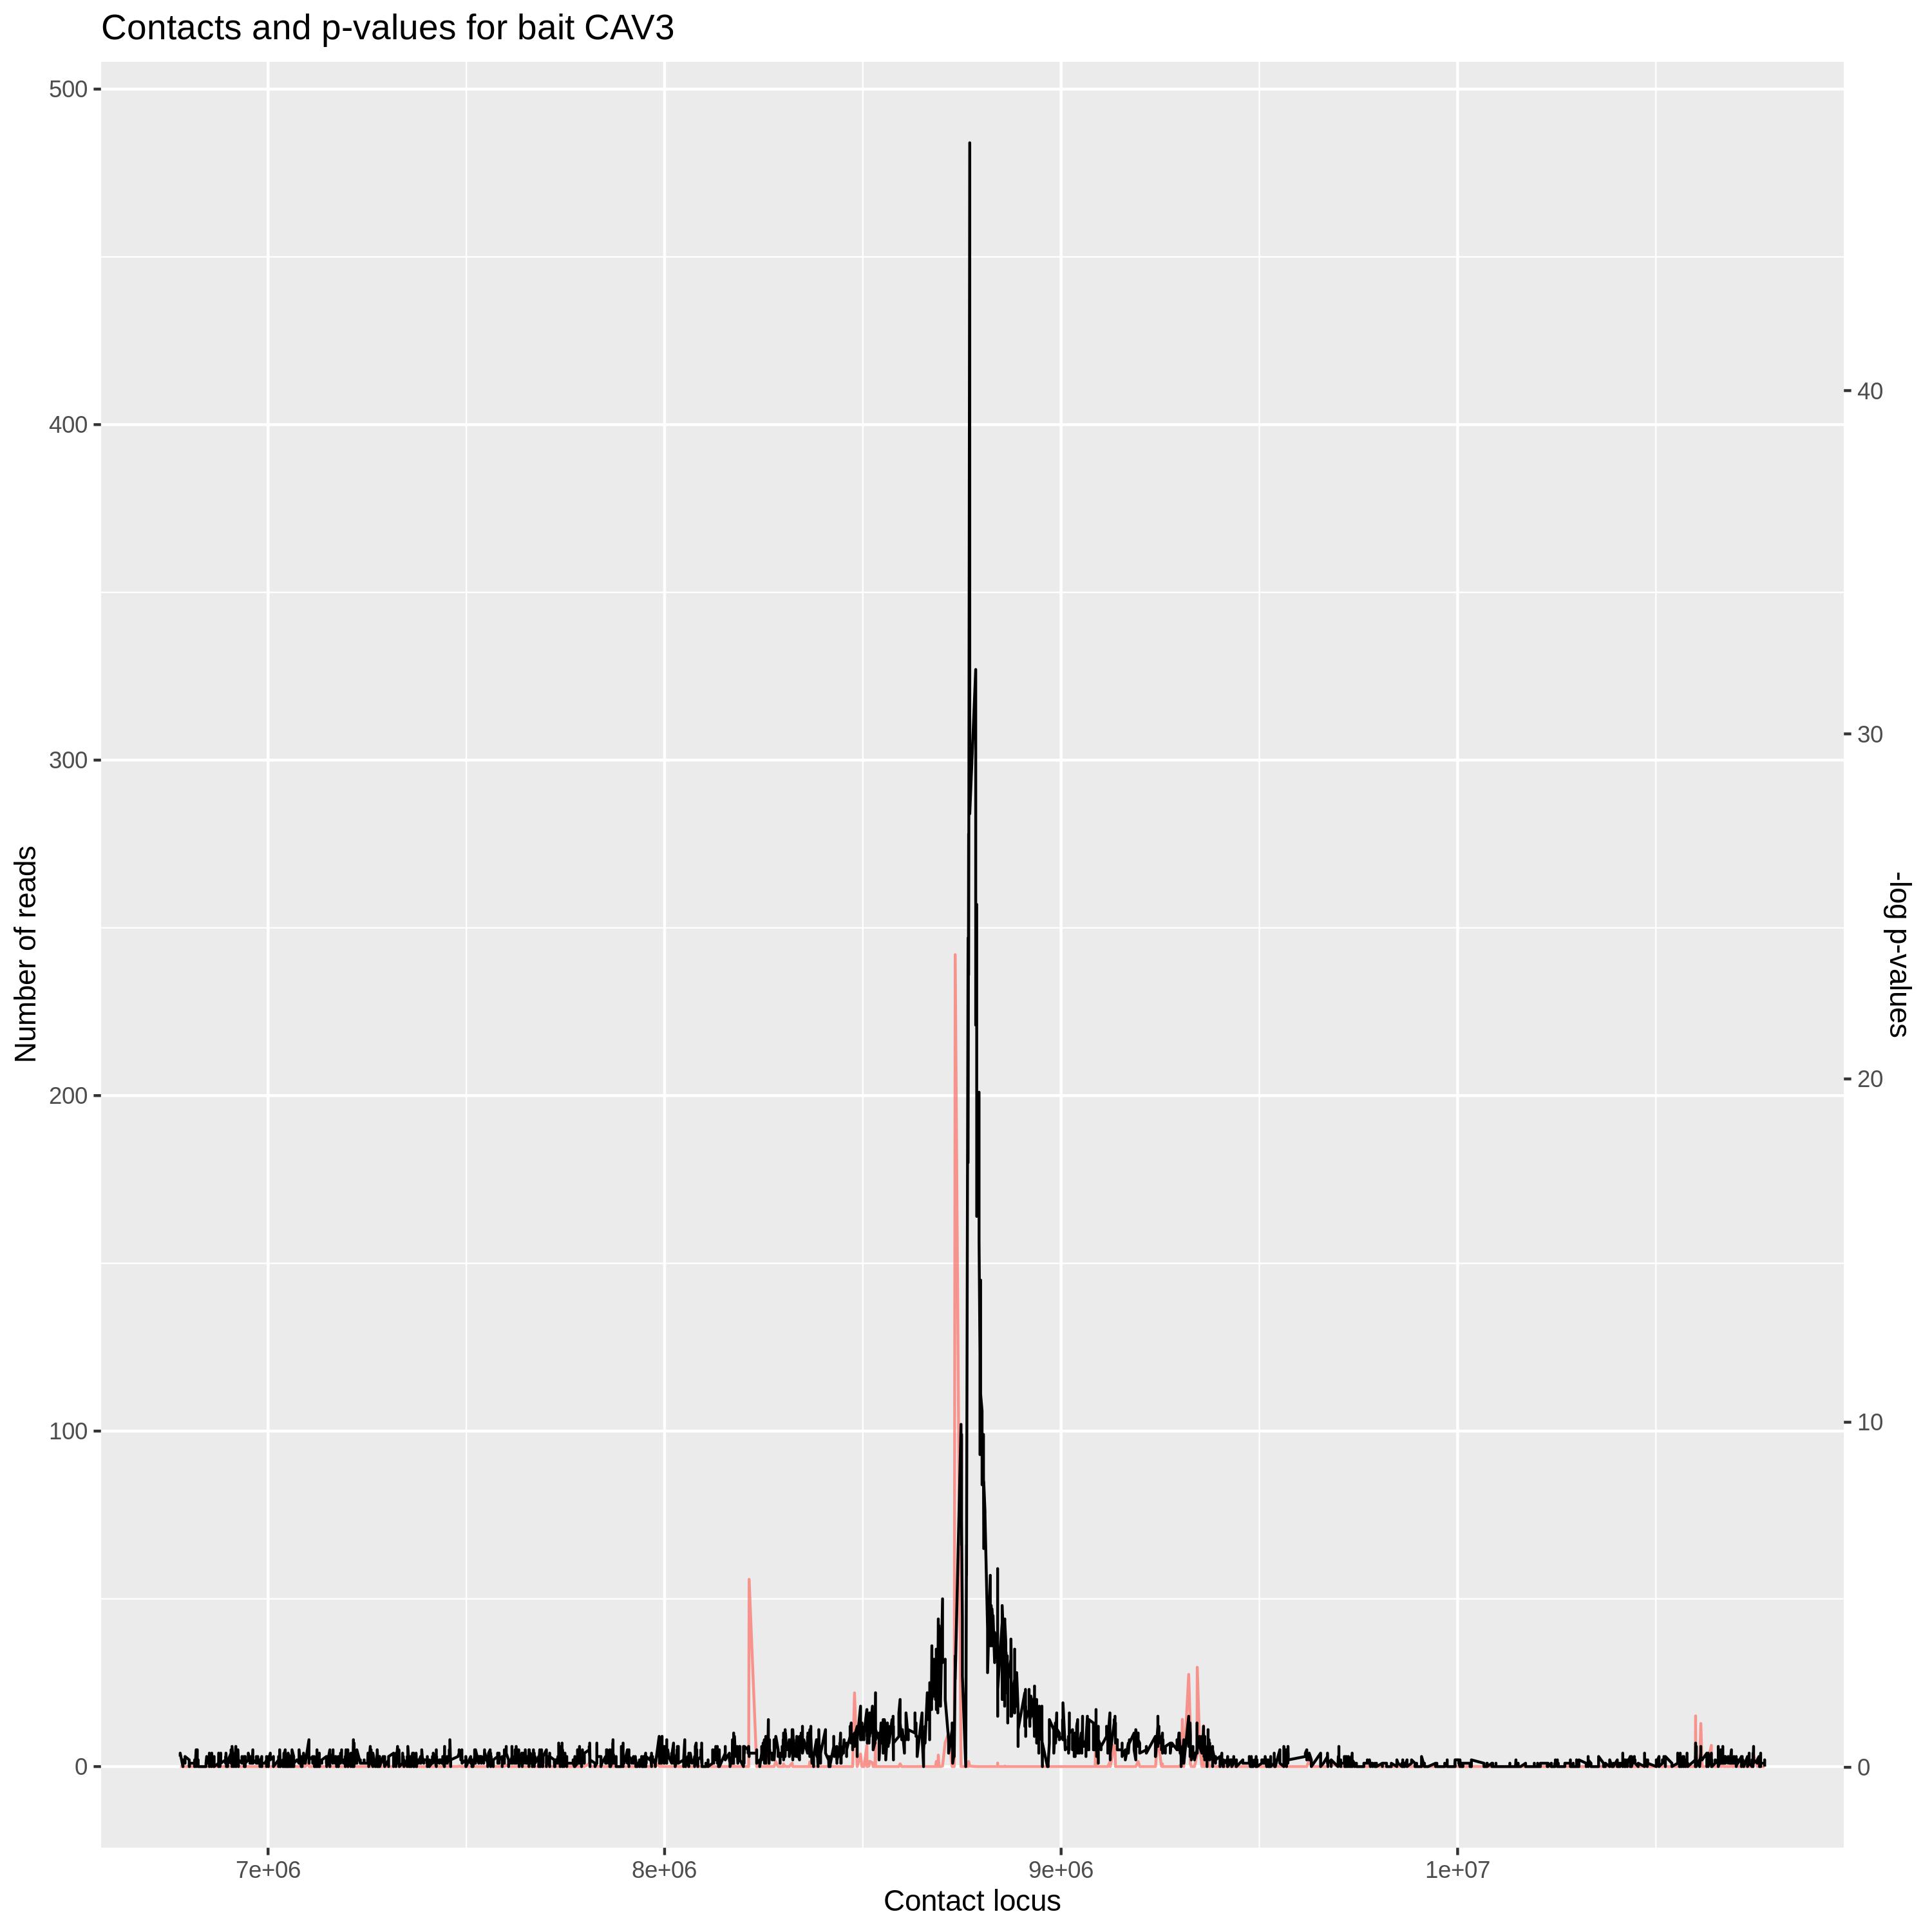 Contacts and p-values for bait CAV3
500
400
300
200
100
0
Number of reads
40
30
20
10
0
-log p-values
7e+06 8e+06 9e+06 1e+07
Contact locus